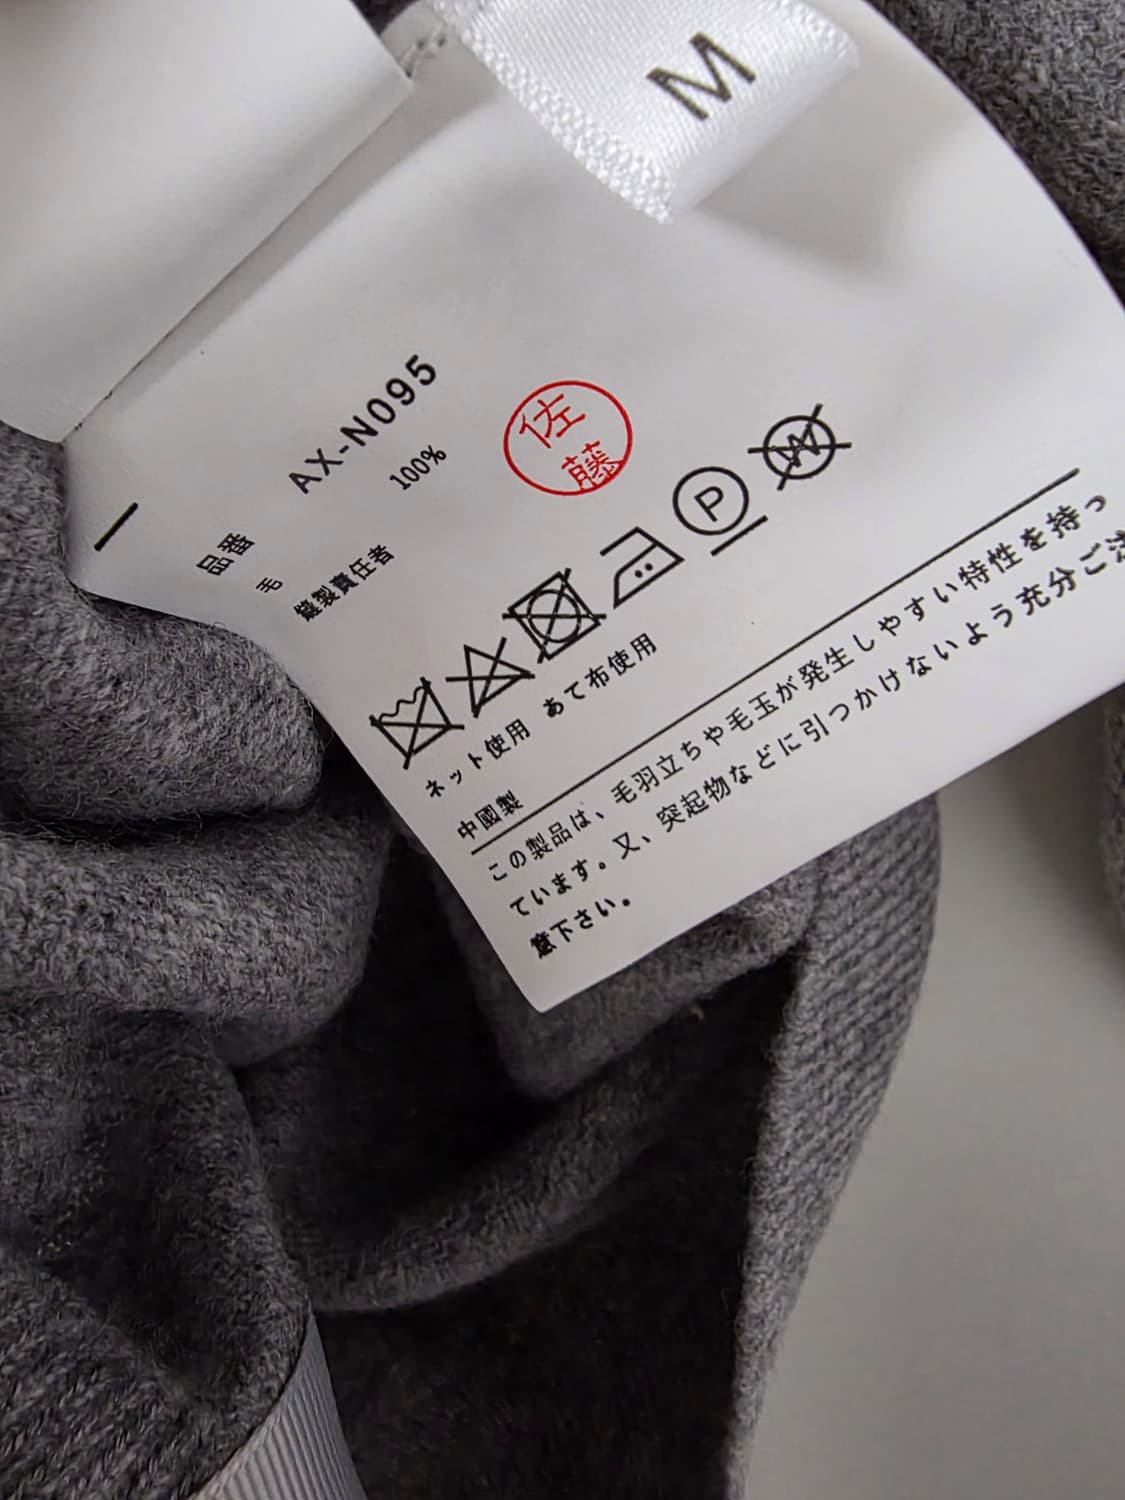 M
品番 AX-N095
毛 100%
縫製責任者 佐藤
P
W
ネット使用 あて布使用
中國製
この製品は、毛羽立ちや毛玉が発生しやすい特性を持っ
ています。又、突起物などに引っかけないよう充分ご注
意下さい。